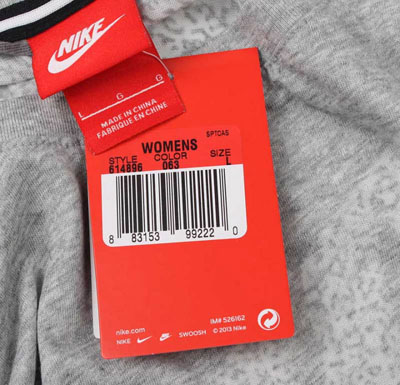 NIKE
L G G
MADE IN CHINA
FABRIQUE EN CHINE
SPTCAS
WOMENS
STYLE COLOR SIZE
614896 063 L
8 83153 99222 0
IM# 526162
nike.com
NIKE SWOOSH © 2013 Nike